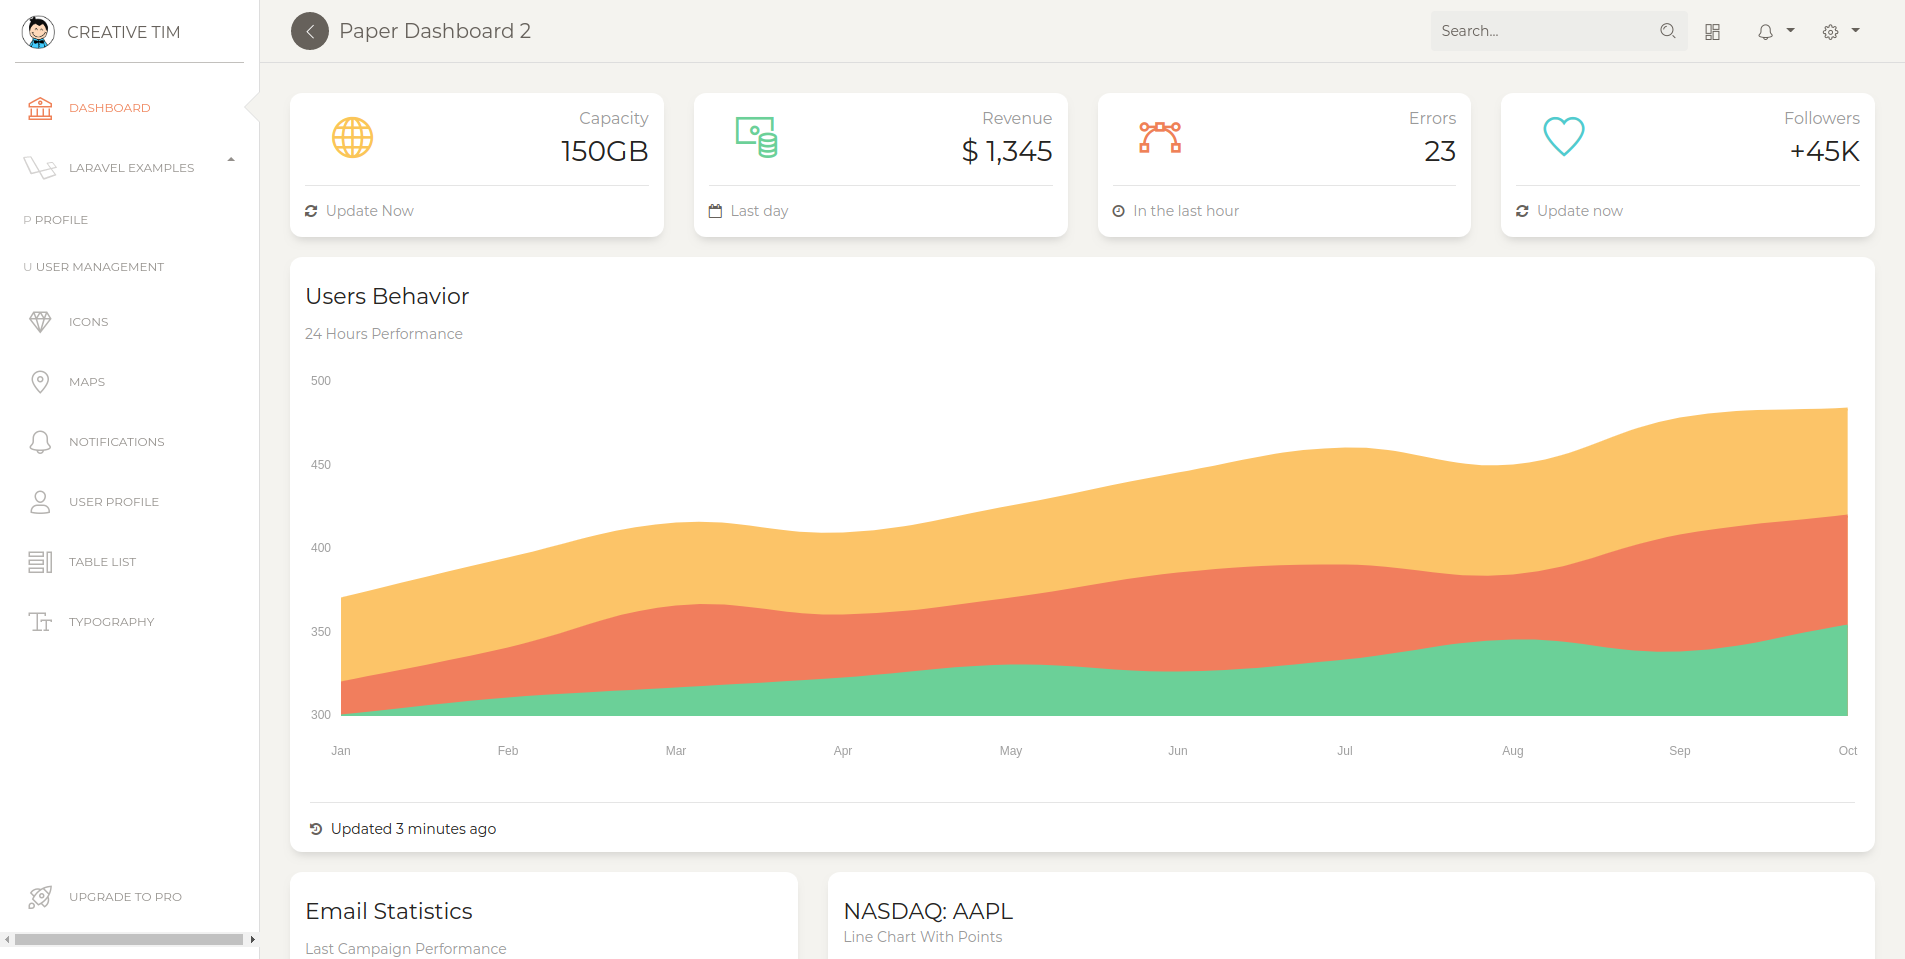 CREATIVE TIM
DASHBOARD
LARAVEL EXAMPLES
P PROFILE
U USER MANAGEMENT
ICONS
MAPS
NOTIFICATIONS
USER PROFILE
TABLE LIST
TYPOGRAPHY
UPGRADE TO PRO
Paper Dashboard 2
Search...
Capacity
150GB
Update Now
Revenue
$ 1,345
Last day
Errors
23
In the last hour
Followers
+45K
Update now
Users Behavior
24 Hours Performance
500
450
400
350
300
Jan Feb Mar Apr May Jun Jul Aug Sep Oct
Updated 3 minutes ago
Email Statistics
Last Campaign Performance
NASDAQ: AAPL
Line Chart With Points